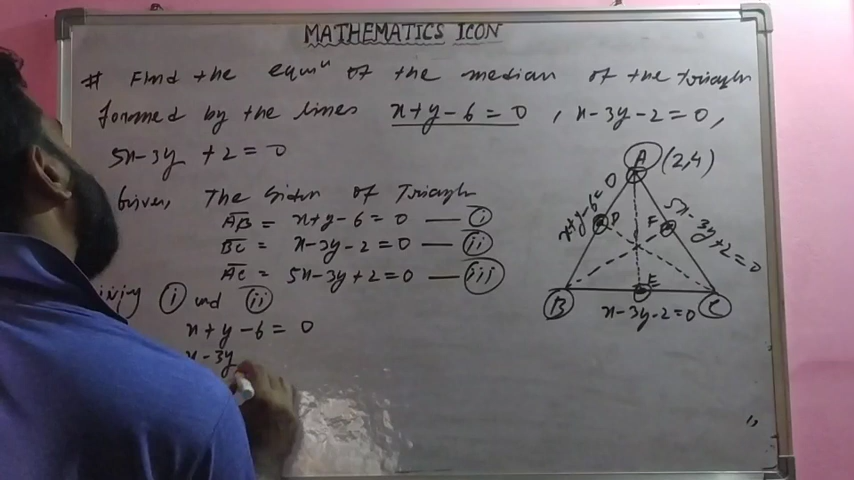 MATHEMATICS ICON
# Find the equⁿ of the median of the triangle
formed by the lines x+y-6=0, x-3y-2=0,
5x-3y+2=0
Given, The Sides of Triangle
AB = x+y-6=0 — (i)
BC = x-3y-2=0 — (ii)
AC = 5x-3y+2=0 — (iii)
(i) and (ii)
x+y-6=0
x-3y
A (2,4)
x+y-6=0
5x-3y+2=0
D
F
B
E
C
x-3y-2=0